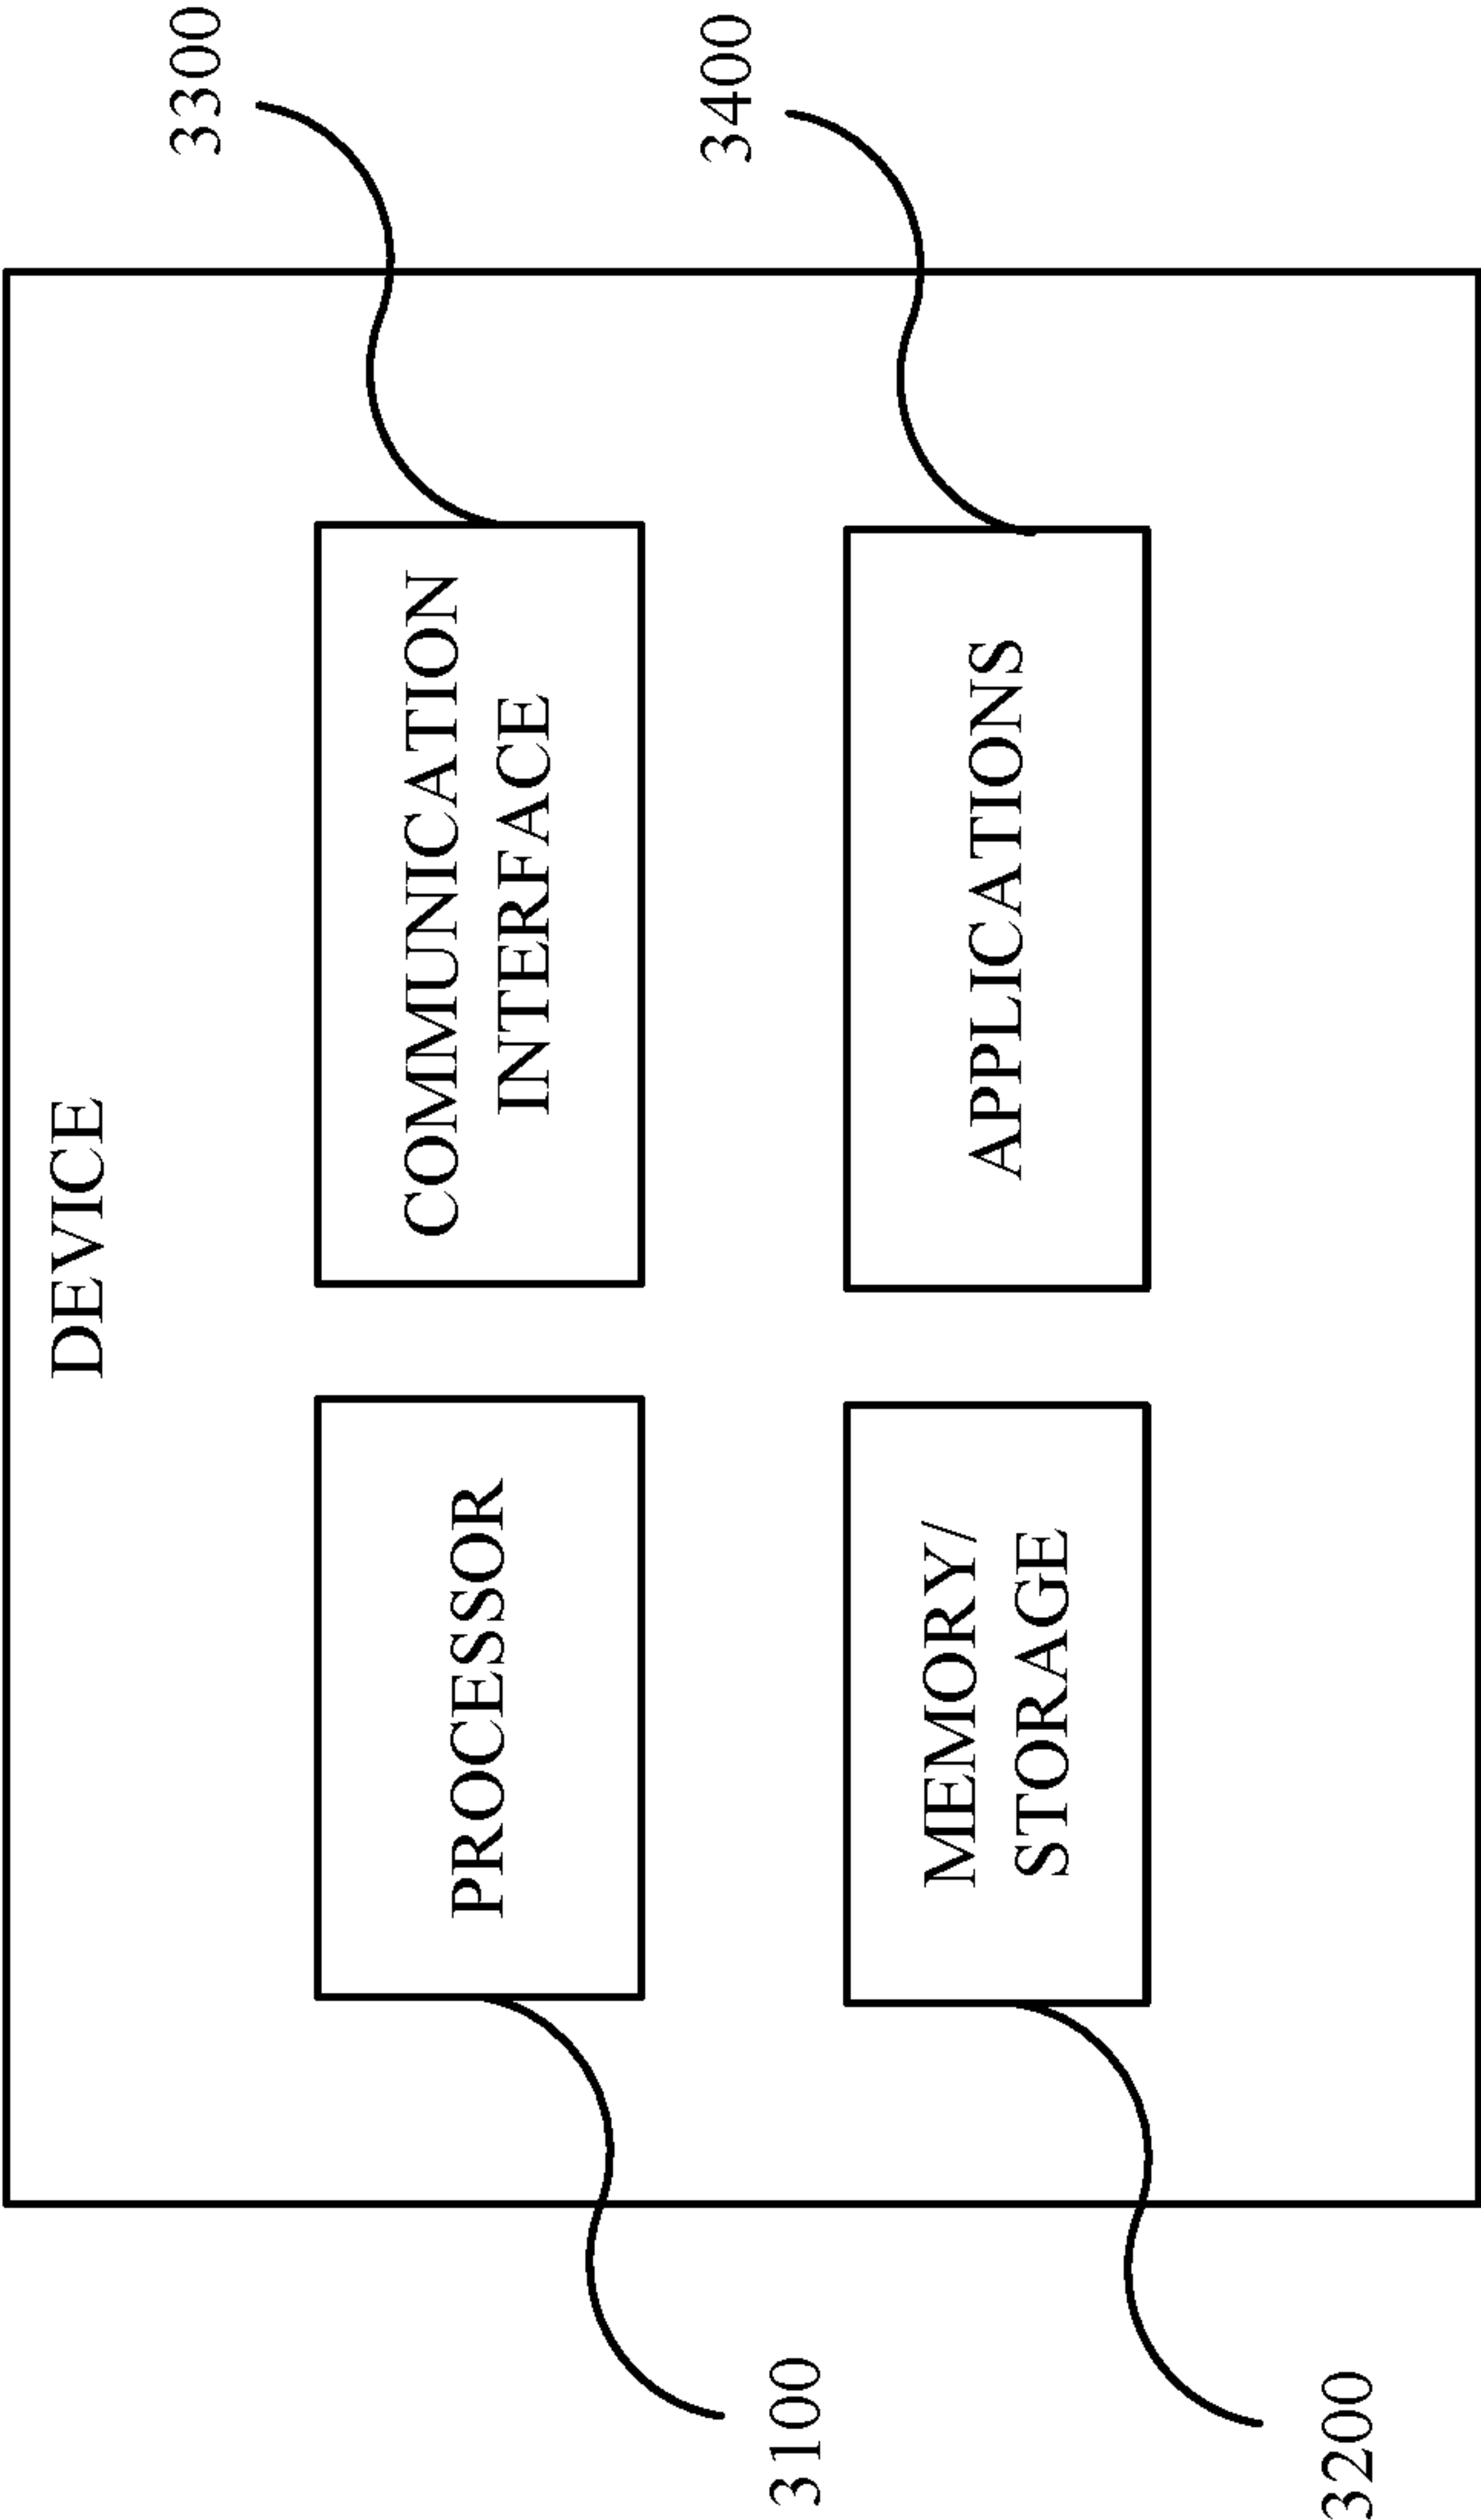 DEVICE
3300
PROCESSOR
COMMUNICATION
INTERFACE
3100
3400
MEMORY/
STORAGE
APPLICATIONS
3200